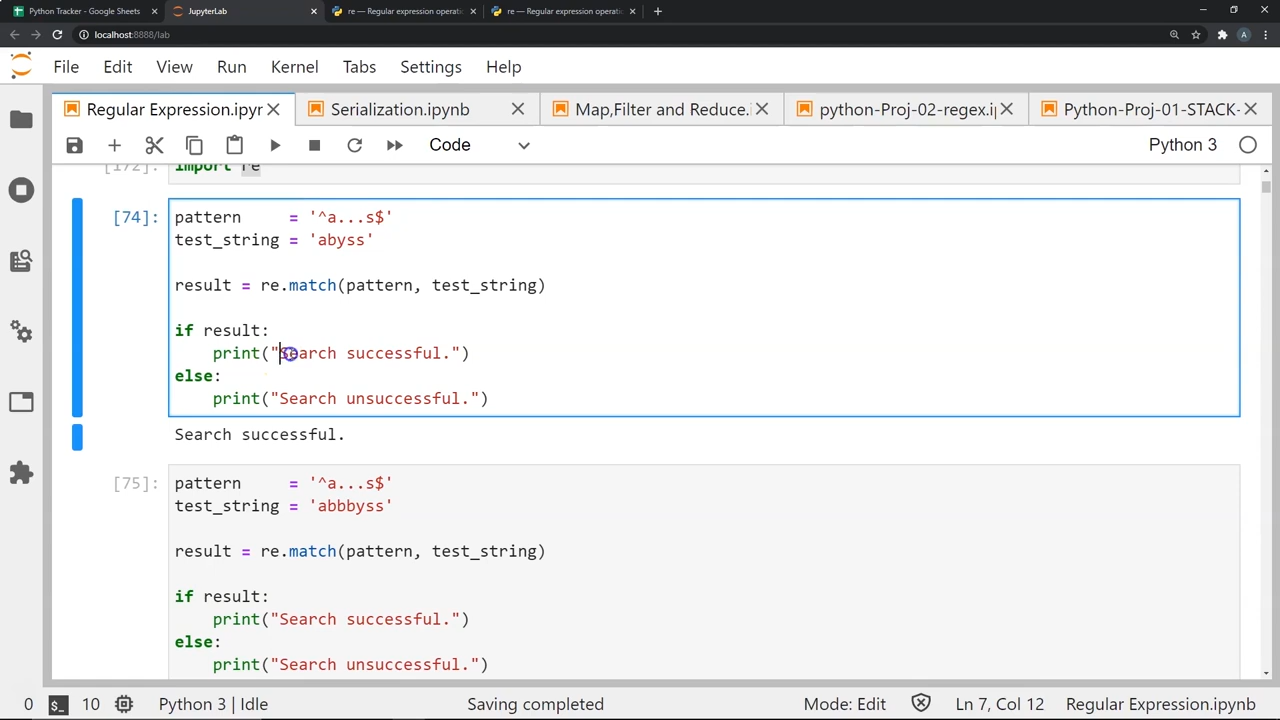 Python Tracker - Google Sheets
JupyterLab
re — Regular expression operatio
re — Regular expression operatio
localhost:8888/lab
A
File Edit View Run Kernel Tabs Settings Help
Regular Expression.ipyr
Serialization.ipynb
Map,Filter and Reduce.i
python-Proj-02-regex.ip
Python-Proj-01-STACK-
Code
Python 3
[172]: import re
[74]: pattern     = '^a...s$'
test_string = 'abyss'
result = re.match(pattern, test_string)
if result:
    print("Search successful.")
else:
    print("Search unsuccessful.")
Search successful.
[75]: pattern     = '^a...s$'
test_string = 'abbbyss'
result = re.match(pattern, test_string)
if result:
    print("Search successful.")
else:
    print("Search unsuccessful.")
0 $_ 10 Python 3 | Idle Saving completed Mode: Edit Ln 7, Col 12 Regular Expression.ipynb